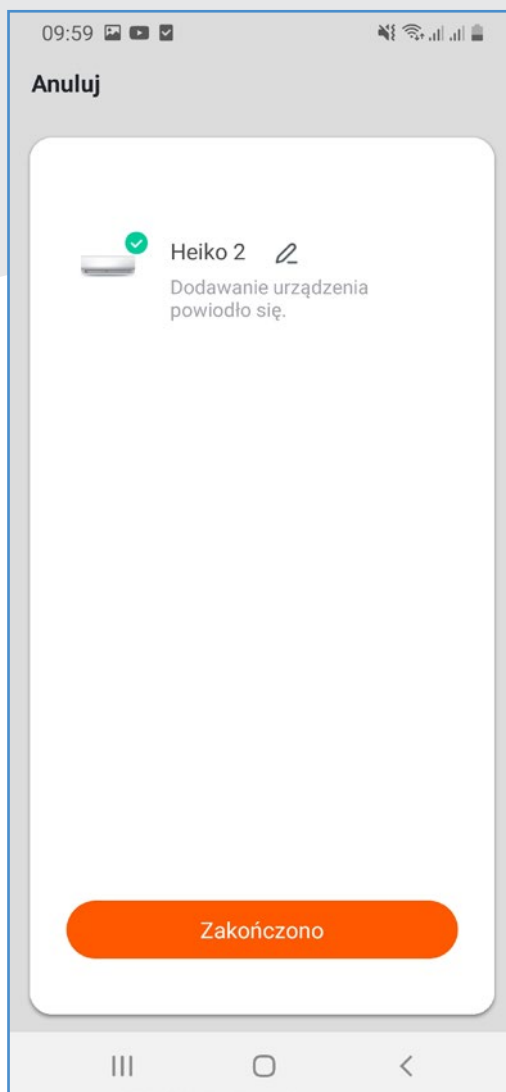 09:59
Anuluj
Heiko 2
Dodawanie urządzenia
powiodło się.
Zakończono